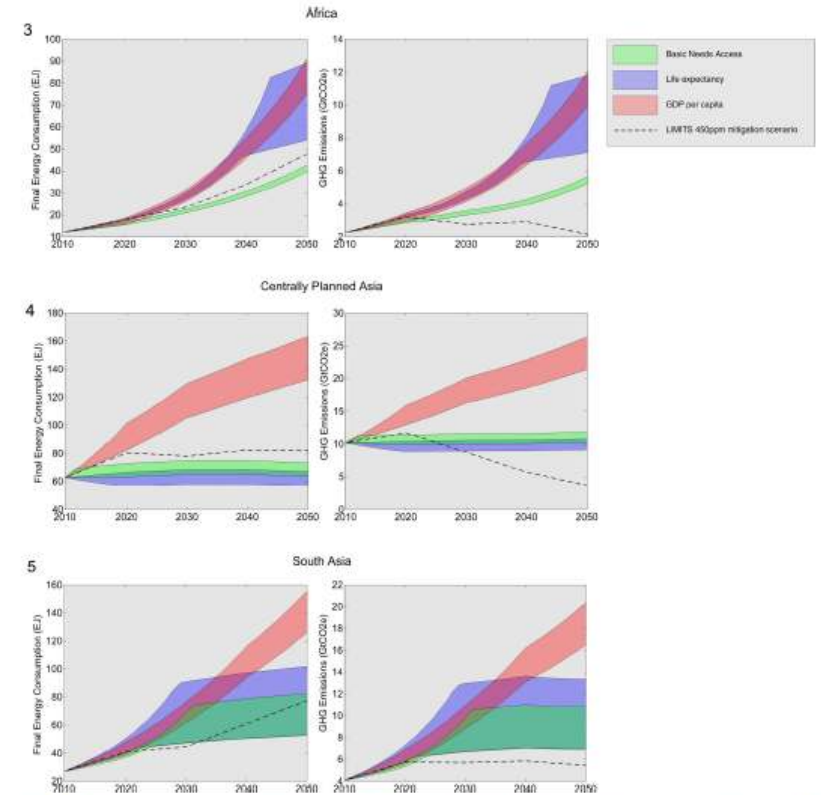 Africa
3
100
90
80
70
60
50
40
30
20
10
Final Energy Consumption (EJ)
2010 2020 2030 2040 2050
14
12
10
8
6
4
2
GHG Emissions (GtCO2e)
2010 2020 2030 2040 2050
Basic Needs Access
Life expectancy
GDP per capita
LIMITS 450ppm mitigation scenario
Centrally Planned Asia
4
180
160
140
120
100
80
60
40
Final Energy Consumption (EJ)
2010 2020 2030 2040 2050
30
25
20
15
10
5
0
GHG Emissions (GtCO2e)
2010 2020 2030 2040 2050
South Asia
5
160
140
120
100
80
60
40
20
Final Energy Consumption (EJ)
2010 2020 2030 2040 2050
22
20
18
16
14
12
10
8
6
4
GHG Emissions (GtCO2e)
2010 2020 2030 2040 2050